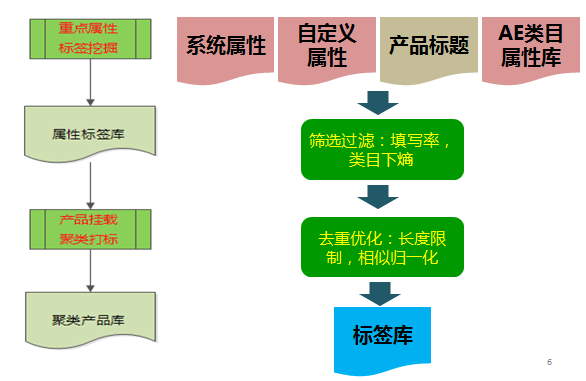 重点属性
标签挖掘
属性标签库
产品挂载
聚类打标
聚类产品库
系统属性
自定义
属性
产品标题
AE类目
属性库
筛选过滤：填写率，
类目下熵
去重优化：长度限
制，相似归一化
标签库
6